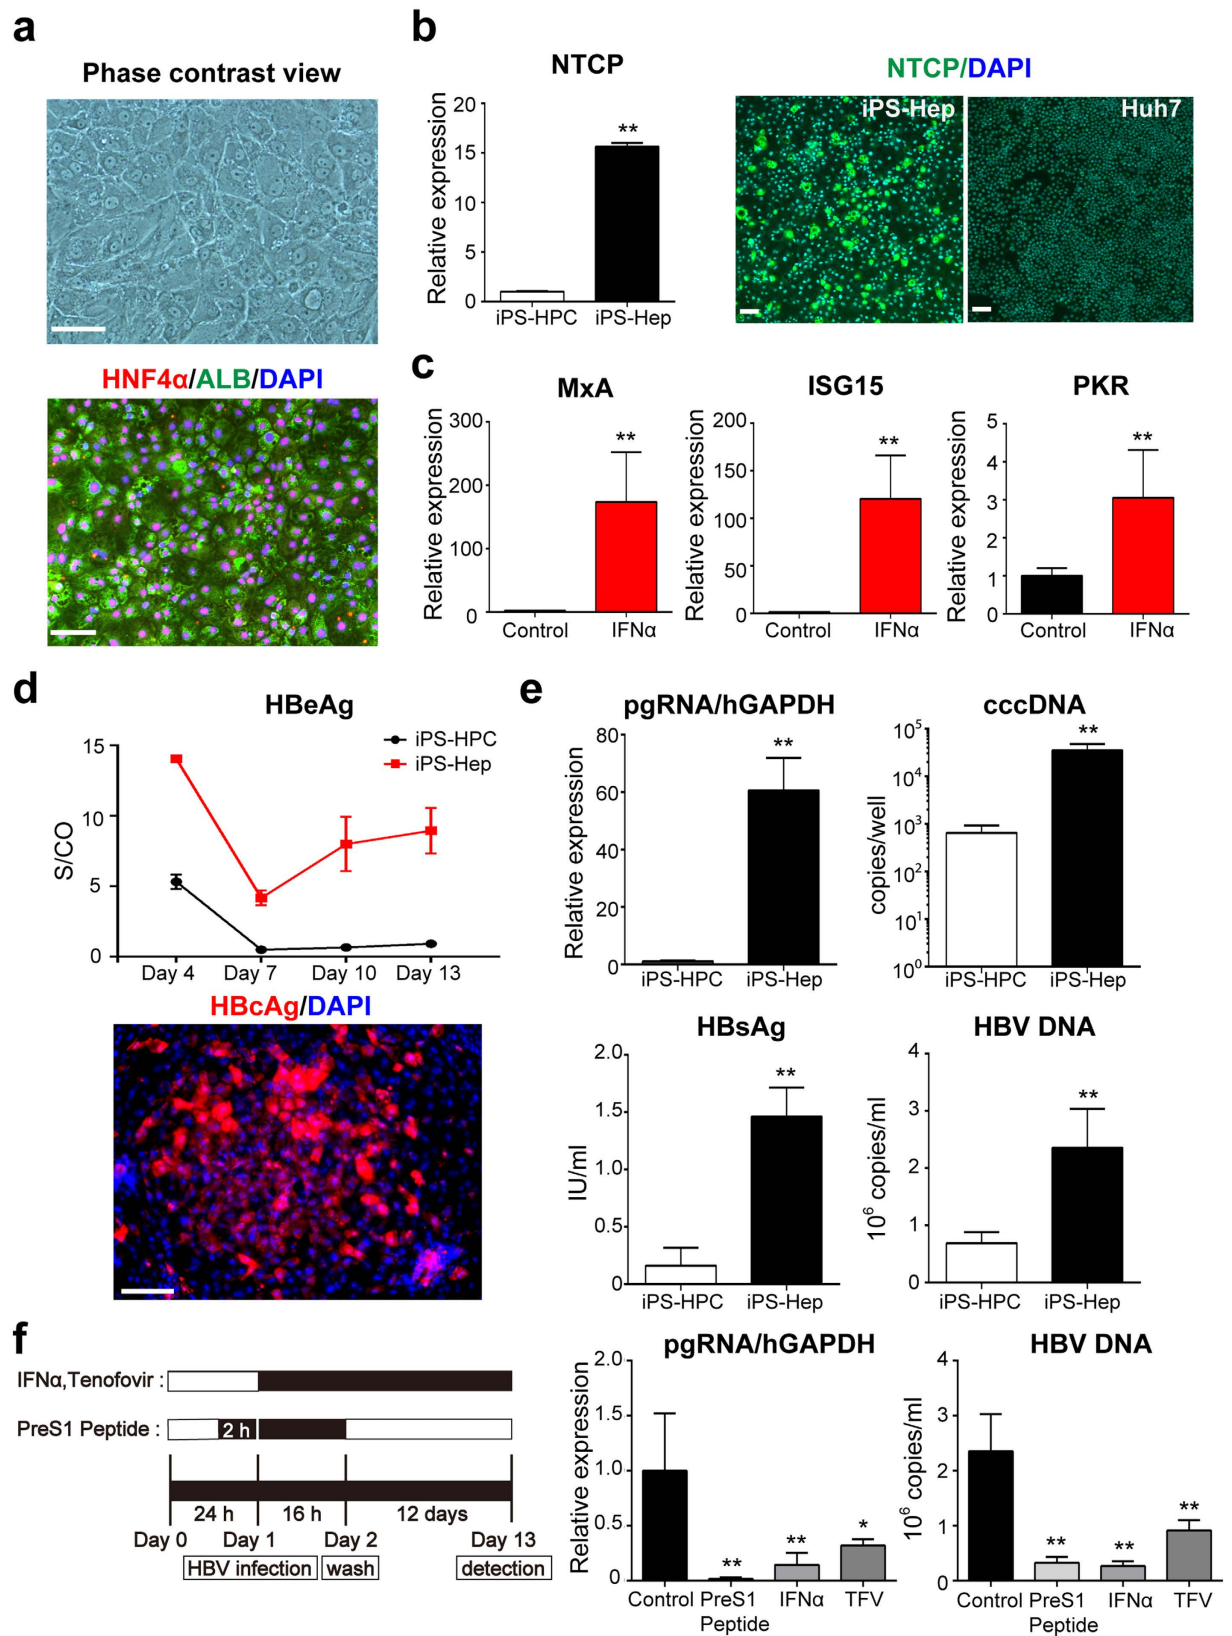 a
Phase contrast view
HNF4α/ALB/DAPI
b
NTCP
Relative expression
20
15
10
5
0
**
iPS-HPC
iPS-Hep
NTCP/DAPI
iPS-Hep
Huh7
c
MxA
Relative expression
300
200
100
0
**
Control
IFNα
ISG15
Relative expression
200
150
100
50
0
**
Control
IFNα
PKR
Relative expression
5
4
3
2
1
0
**
Control
IFNα
d
HBeAg
iPS-HPC
iPS-Hep
S/CO
15
10
5
0
Day 4
Day 7
Day 10
Day 13
HBcAg/DAPI
e
pgRNA/hGAPDH
Relative expression
80
60
40
20
0
**
iPS-HPC
iPS-Hep
cccDNA
copies/well
10⁵
10⁴
10³
10²
10¹
10⁰
**
iPS-HPC
iPS-Hep
HBsAg
IU/ml
2.0
1.5
1.0
0.5
0
**
iPS-HPC
iPS-Hep
HBV DNA
10⁶ copies/ml
4
3
2
1
0
**
iPS-HPC
iPS-Hep
f
IFNα,Tenofovir :
PreS1 Peptide :
2 h
24 h
16 h
12 days
Day 0
Day 1
Day 2
Day 13
HBV infection
wash
detection
pgRNA/hGAPDH
Relative expression
2.0
1.5
1.0
0.5
0
**
**
*
Control
PreS1
Peptide
IFNα
TFV
HBV DNA
10⁶ copies/ml
4
3
2
1
0
**
**
**
Control
PreS1
Peptide
IFNα
TFV